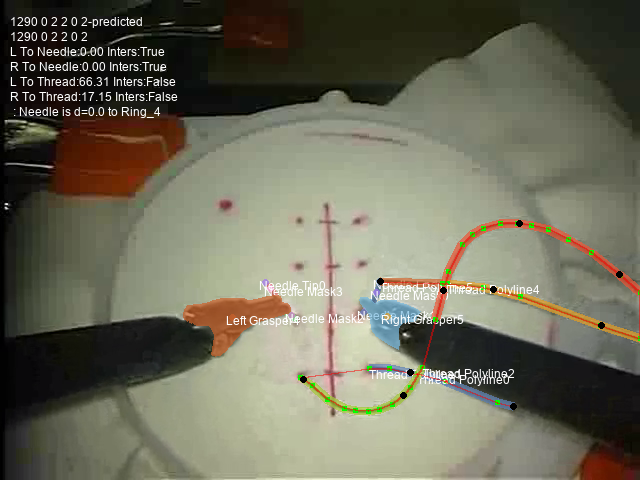 1290 0 2 2 0 2-predicted
1290 0 2 2 0 2
L To Needle:0.00 Inters:True
R To Needle:0.00 Inters:True
L To Thread:66.31 Inters:False
R To Thread:17.15 Inters:False
: Needle is d=0.0 to Ring_4
Needle Tip0
Needle Mask3
Thread Polyline4
Needle
Left Grasper4
Needle Mask2
Right Grasper5
Thread Polyline2
Thread
Thread Polyline0